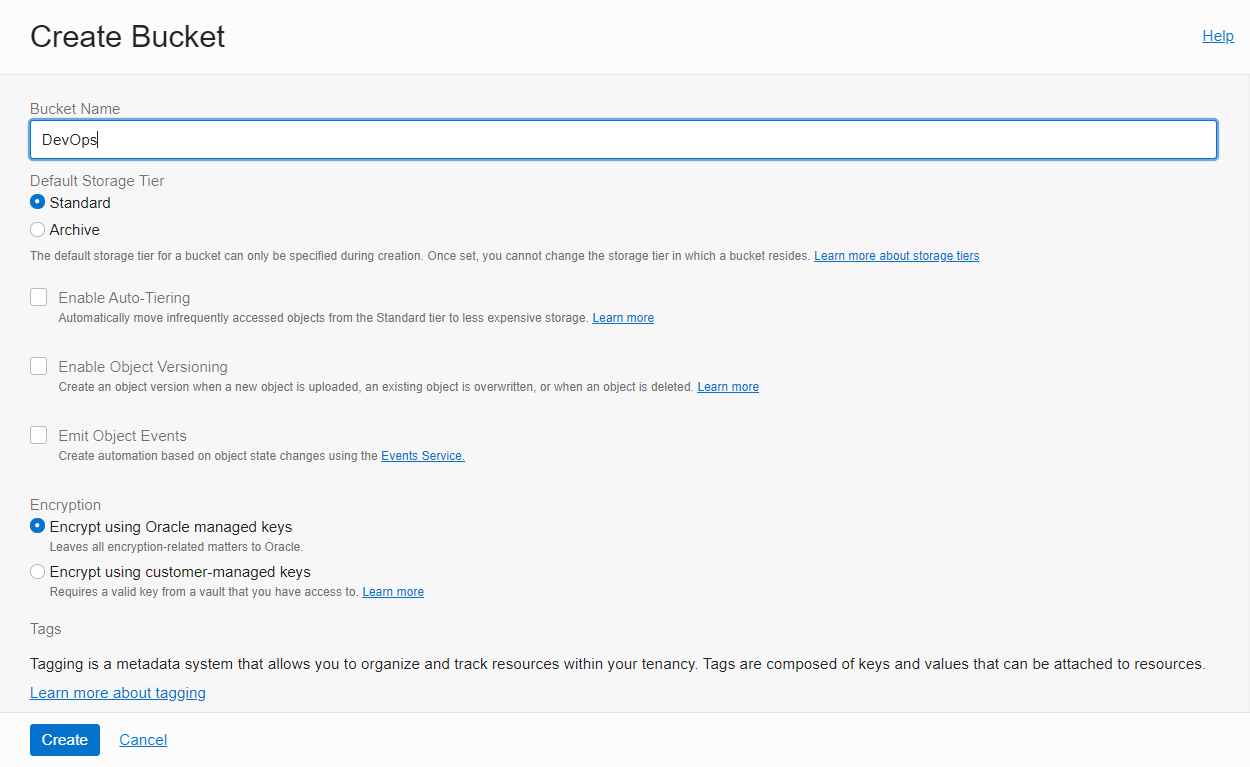 Create Bucket
Help
Bucket Name
DevOps
Default Storage Tier
Standard
Archive
The default storage tier for a bucket can only be specified during creation. Once set, you cannot change the storage tier in which a bucket resides. Learn more about storage tiers
Enable Auto-Tiering
Automatically move infrequently accessed objects from the Standard tier to less expensive storage. Learn more
Enable Object Versioning
Create an object version when a new object is uploaded, an existing object is overwritten, or when an object is deleted. Learn more
Emit Object Events
Create automation based on object state changes using the Events Service.
Encryption
Encrypt using Oracle managed keys
Leaves all encryption-related matters to Oracle.
Encrypt using customer-managed keys
Requires a valid key from a vault that you have access to. Learn more
Tags
Tagging is a metadata system that allows you to organize and track resources within your tenancy. Tags are composed of keys and values that can be attached to resources.
Learn more about tagging
Create Cancel